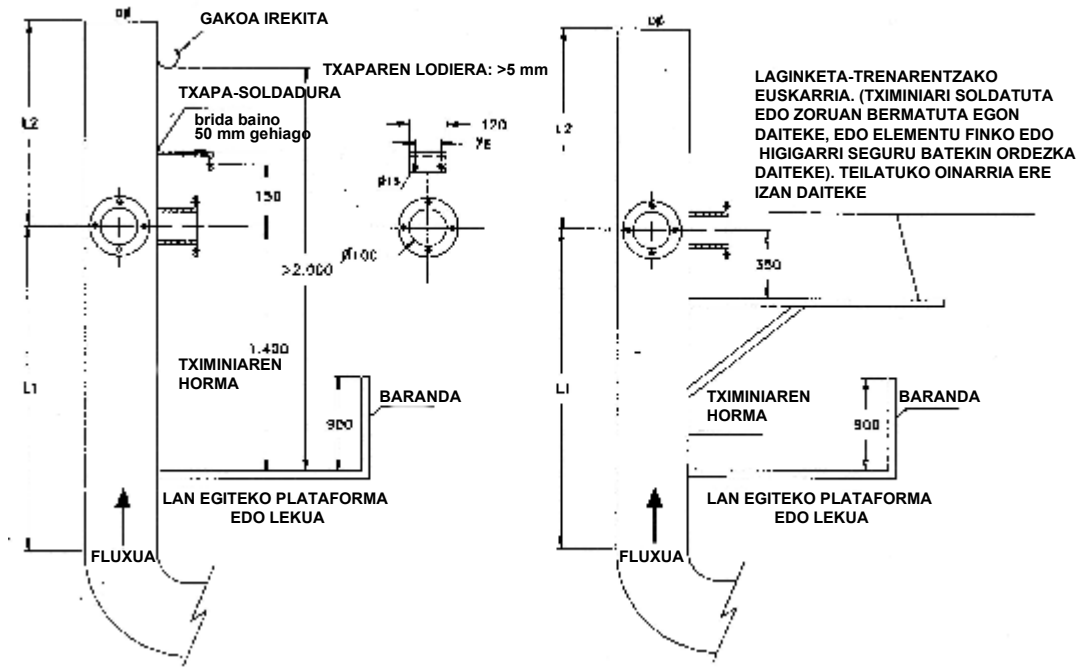 GAKOA IREKITA
TXAPAREN LODIERA: >5 mm
TXAPA-SOLDADURA
brida baino
50 mm gehiago
L2
120
150
Ø100
>2.000
1.400
TXIMINIAREN
HORMA
L1
BARANDA
900
LAN EGITEKO PLATAFORMA
EDO LEKUA
FLUXUA
LAGINKETA-TRENARENTZAKO
EUSKARRIA. (TXIMINIARI SOLDATUTA
EDO ZORUAN BERMATUTA EGON
DAITEKE, EDO ELEMENTU FINKO EDO
HIGIGARRI SEGURU BATEKIN ORDEZKA
DAITEKE). TEILATUKO OINARRIA ERE
IZAN DAITEKE
L2
350
L1
TXIMINIAREN
HORMA
BARANDA
900
LAN EGITEKO PLATAFORMA
EDO LEKUA
FLUXUA